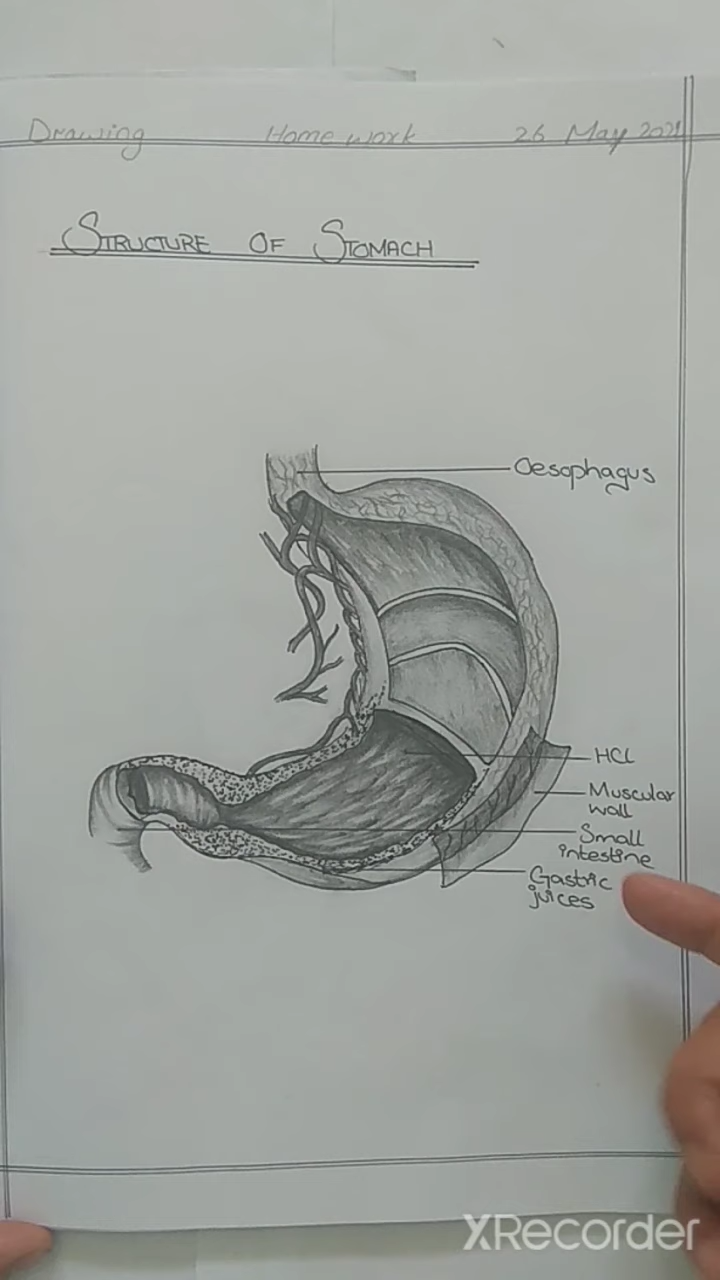 Drawing Home work 26 May 2021
STRUCTURE OF STOMACH
Oesophagus
HCL
Muscular
wall
Small
intestine
Gastric
juices
XRecorder